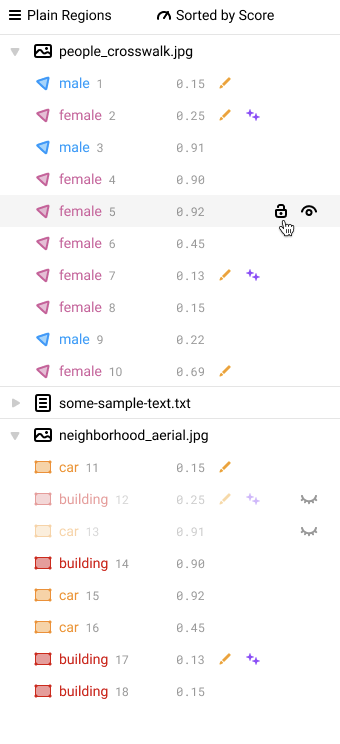 Plain Regions Sorted by Score
people_crosswalk.jpg
male 1 0.15
female 2 0.25
male 3 0.91
female 4 0.90
female 5 0.92
female 6 0.45
female 7 0.13
female 8 0.15
male 9 0.22
female 10 0.69
some-sample-text.txt
neighborhood_aerial.jpg
car 11 0.15
building 12 0.25
car 13 0.91
building 14 0.90
car 15 0.92
car 16 0.45
building 17 0.13
building 18 0.15